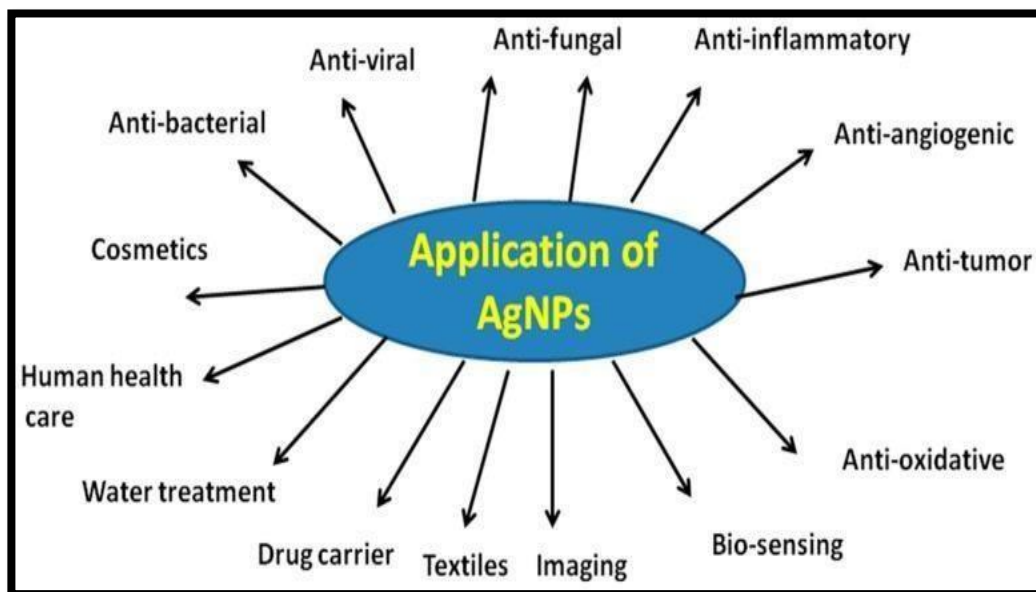 Anti-fungal
Anti-inflammatory
Anti-viral
Anti-bacterial
Anti-angiogenic
Cosmetics
Application of
AgNPs
Anti-tumor
Human health
care
Water treatment
Anti-oxidative
Drug carrier
Textiles
Imaging
Bio-sensing